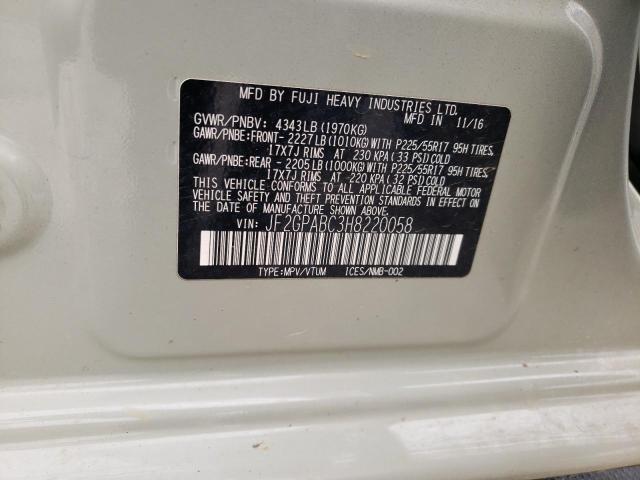 MFD BY FUJI HEAVY INDUSTRIES LTD.
MFD IN 11/16
GVWR/PNBV: 4343LB (1970KG)
GAWR/PNBE:FRONT- 2227LB (1010KG) WITH P225/55R17 95H TIRES,
17X7J RIMS AT 230 KPA (33 PSI) COLD
GAWR/PNBE:REAR - 2205LB (1000KG) WITH P225/55R17 95H TIRES,
17X7J RIMS AT 220 KPA (32 PSI) COLD
THIS VEHICLE CONFORMS TO ALL APPLICABLE FEDERAL MOTOR
VEHICLE SAFETY AND THEFT PREVENTION STANDARDS IN EFFECT ON
THE DATE OF MANUFACTURE SHOWN ABOVE.
VIN: JF2GPABC3H8220058
TYPE:MPV/VTUM ICES/NMB-002